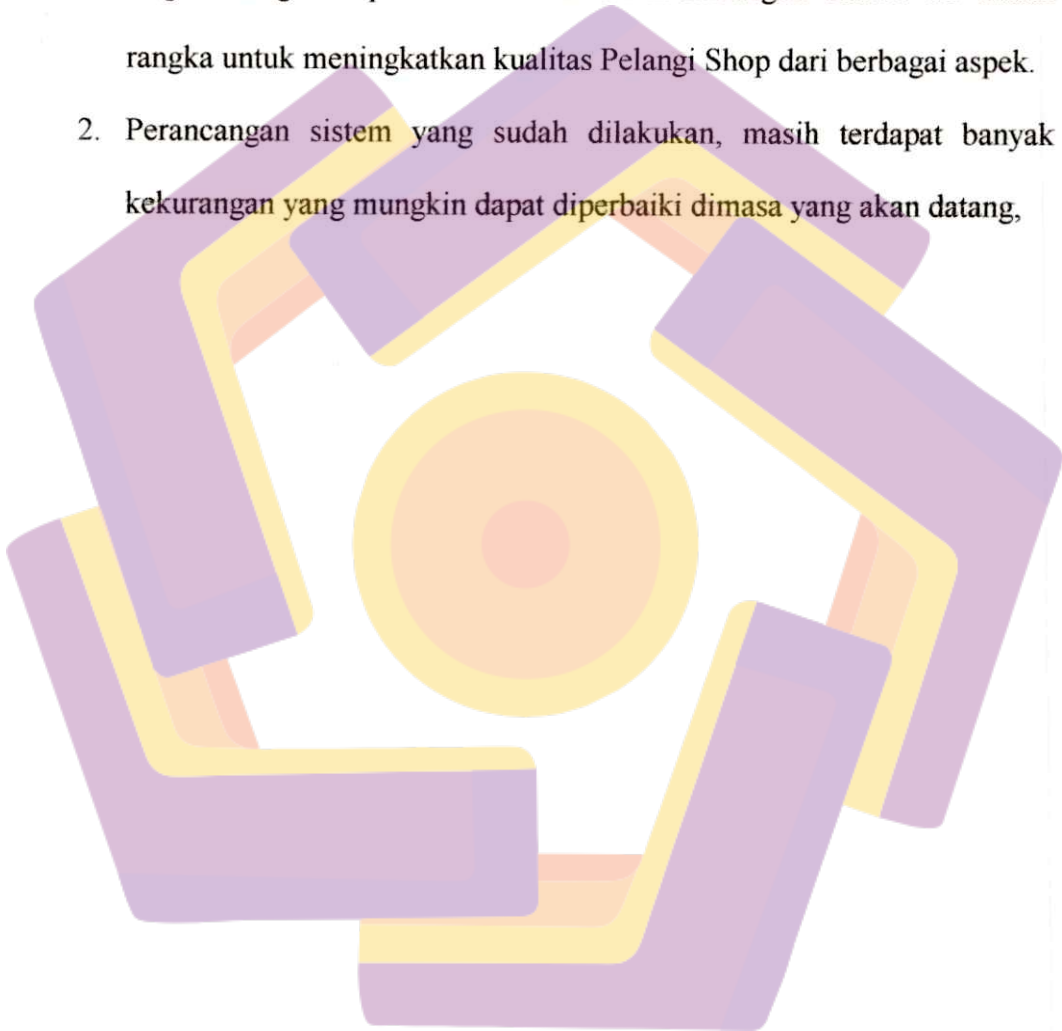 rangka untuk meningkatkan kualitas Pelangi Shop dari berbagai aspek.
2. Perancangan sistem yang sudah dilakukan, masih terdapat banyak
kekurangan yang mungkin dapat diperbaiki dimasa yang akan datang,